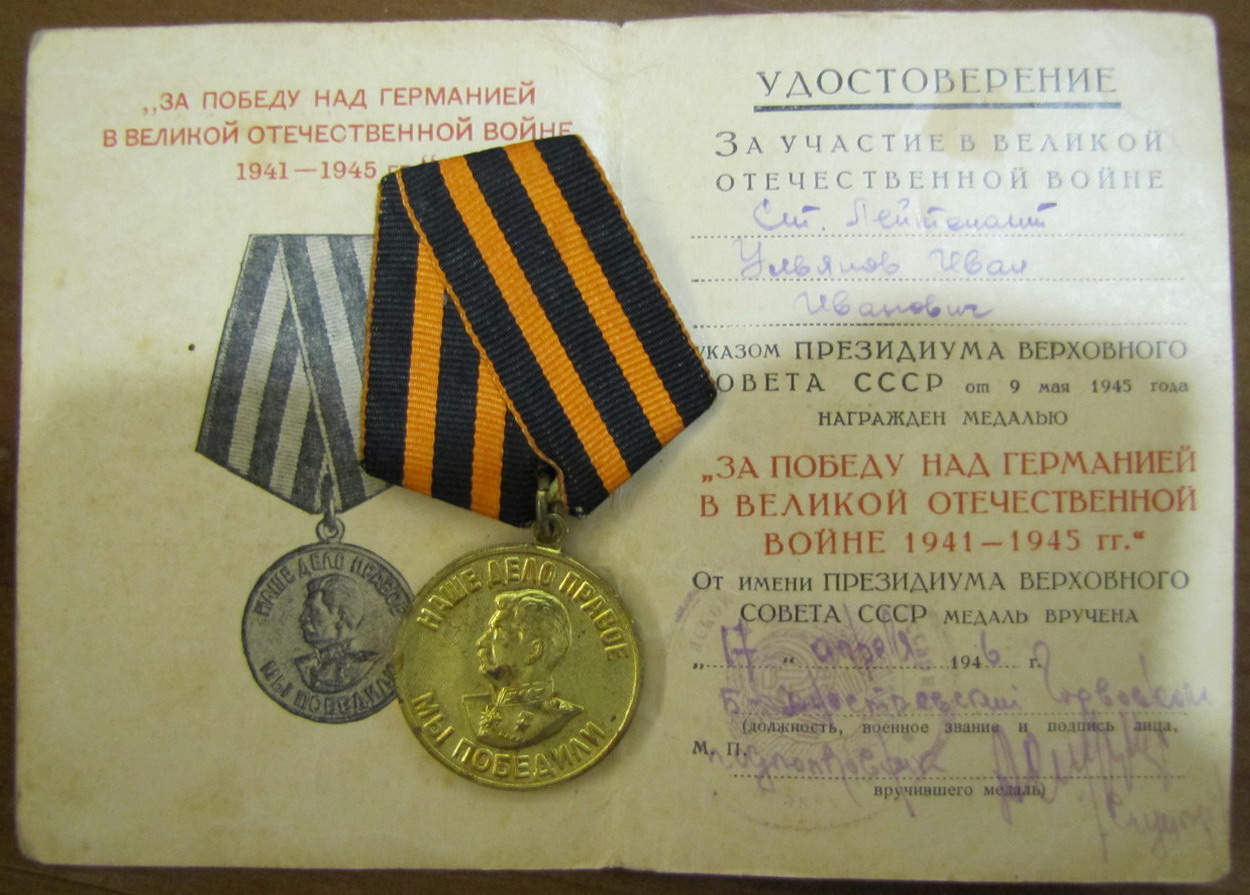 „ЗА ПОБЕДУ НАД ГЕРМАНИЕЙ
В ВЕЛИКОЙ ОТЕЧЕСТВЕННОЙ ВОЙНЕ
1941—1945 гг.“
НАШЕ ДЕЛО ПРАВОЕ
МЫ ПОБЕДИЛИ
НАШЕ ДЕЛО ПРАВОЕ
МЫ ПОБЕДИЛИ
УДОСТОВЕРЕНИЕ
ЗА УЧАСТИЕ В ВЕЛИКОЙ
ОТЕЧЕСТВЕННОЙ ВОЙНЕ
Ст. Лейтенант
Ульянов Иван
Иванович
УКАЗОМ ПРЕЗИДИУМА ВЕРХОВНОГО
СОВЕТА СССР от 9 мая 1945 года
НАГРАЖДЕН МЕДАЛЬЮ
„ЗА ПОБЕДУ НАД ГЕРМАНИЕЙ
В ВЕЛИКОЙ ОТЕЧЕСТВЕННОЙ
ВОЙНЕ 1941—1945 гг.“
ОТ ИМЕНИ ПРЕЗИДИУМА ВЕРХОВНОГО
СОВЕТА СССР МЕДАЛЬ ВРУЧЕНА
„17“ апреля 1946 г.
(должность, военное звание и подпись лица,
М. П.
подполковник
вручившего медаль)